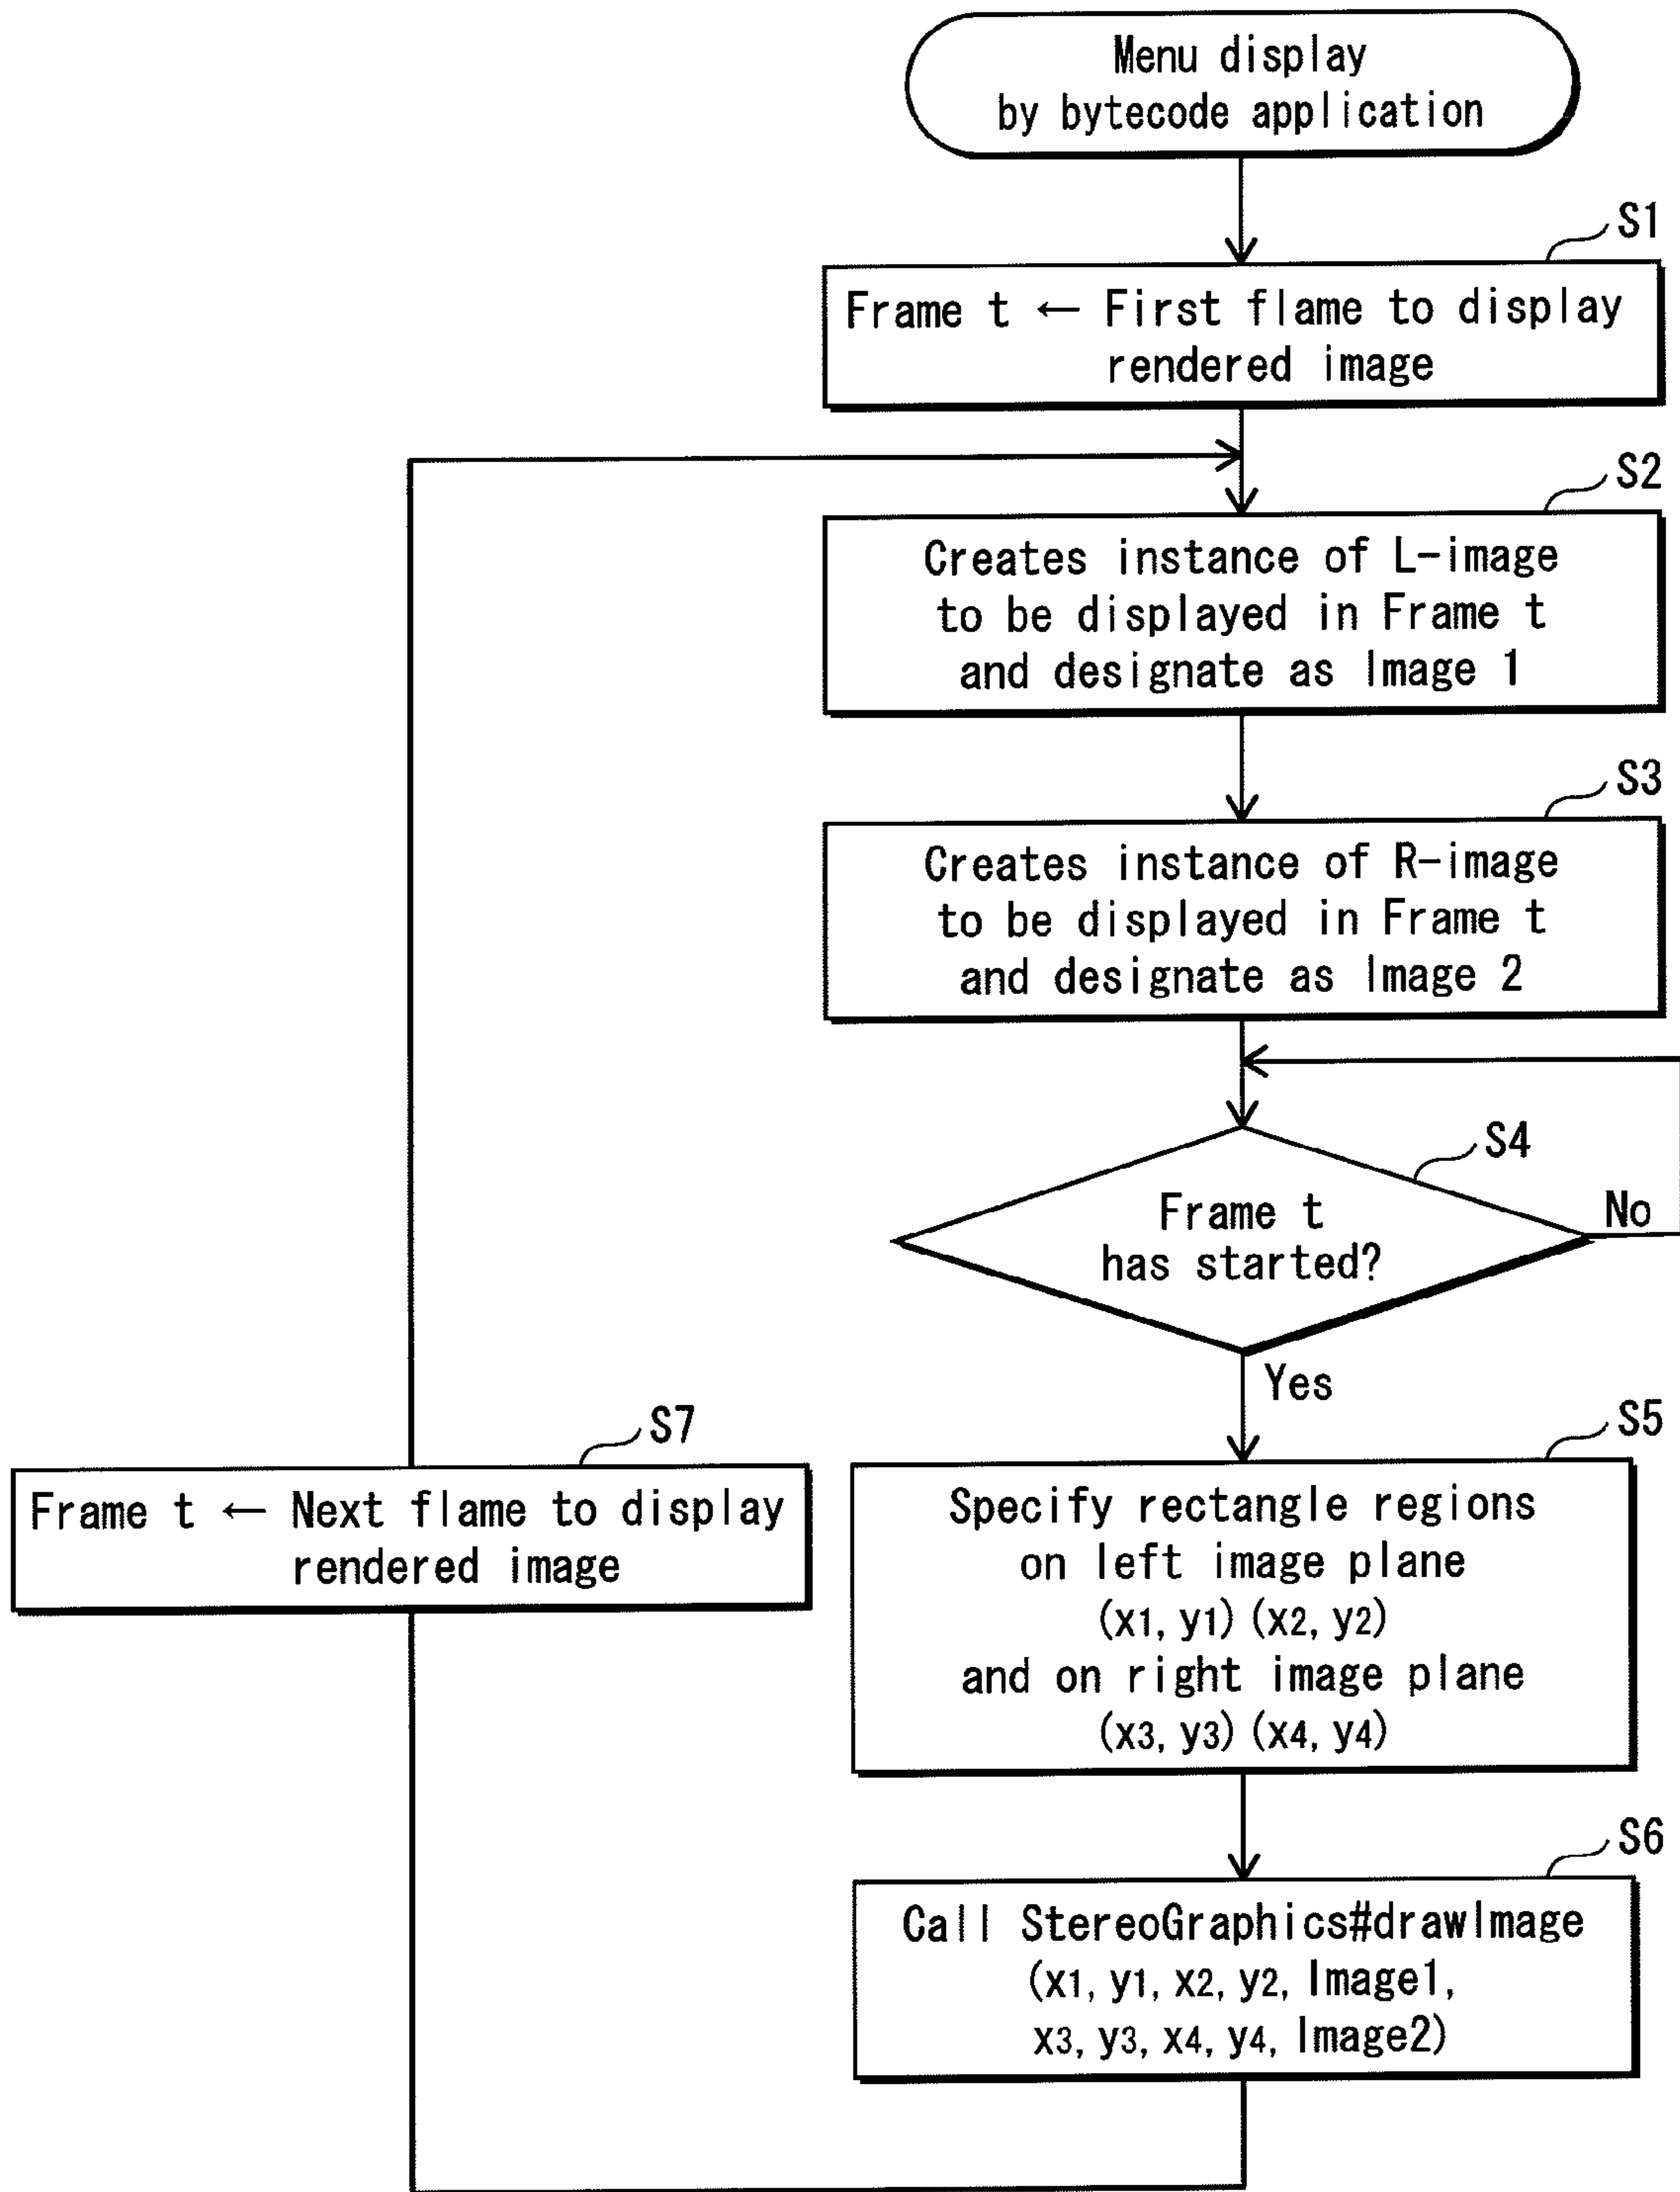 Menu display
by bytecode application
S1
Frame t ← First flame to display
rendered image
S2
Creates instance of L-image
to be displayed in Frame t
and designate as Image 1
S3
Creates instance of R-image
to be displayed in Frame t
and designate as Image 2
S4
Frame t
has started?
No
Yes
S5
Specify rectangle regions
on left image plane
(x1, y1) (x2, y2)
and on right image plane
(x3, y3) (x4, y4)
S6
Call StereoGraphics#drawImage
(x1, y1, x2, y2, Image1,
x3, y3, x4, y4, Image2)
S7
Frame t ← Next flame to display
rendered image